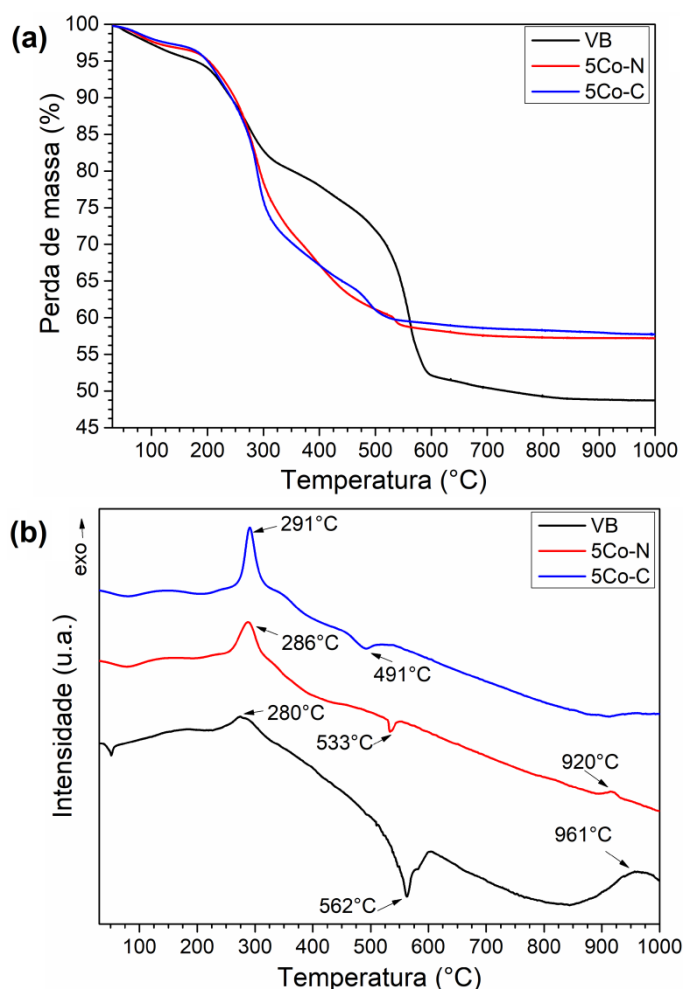 (a)
100
95
90
85
80
75
70
65
60
55
50
45
Perda de massa (%)
VB
5Co-N
5Co-C
100 200 300 400 500 600 700 800 900 1000
Temperatura (°C)
(b)
exo
Intensidade (u.a.)
VB
5Co-N
5Co-C
291°C
286°C
491°C
280°C
533°C
920°C
961°C
562°C
100 200 300 400 500 600 700 800 900 1000
Temperatura (°C)